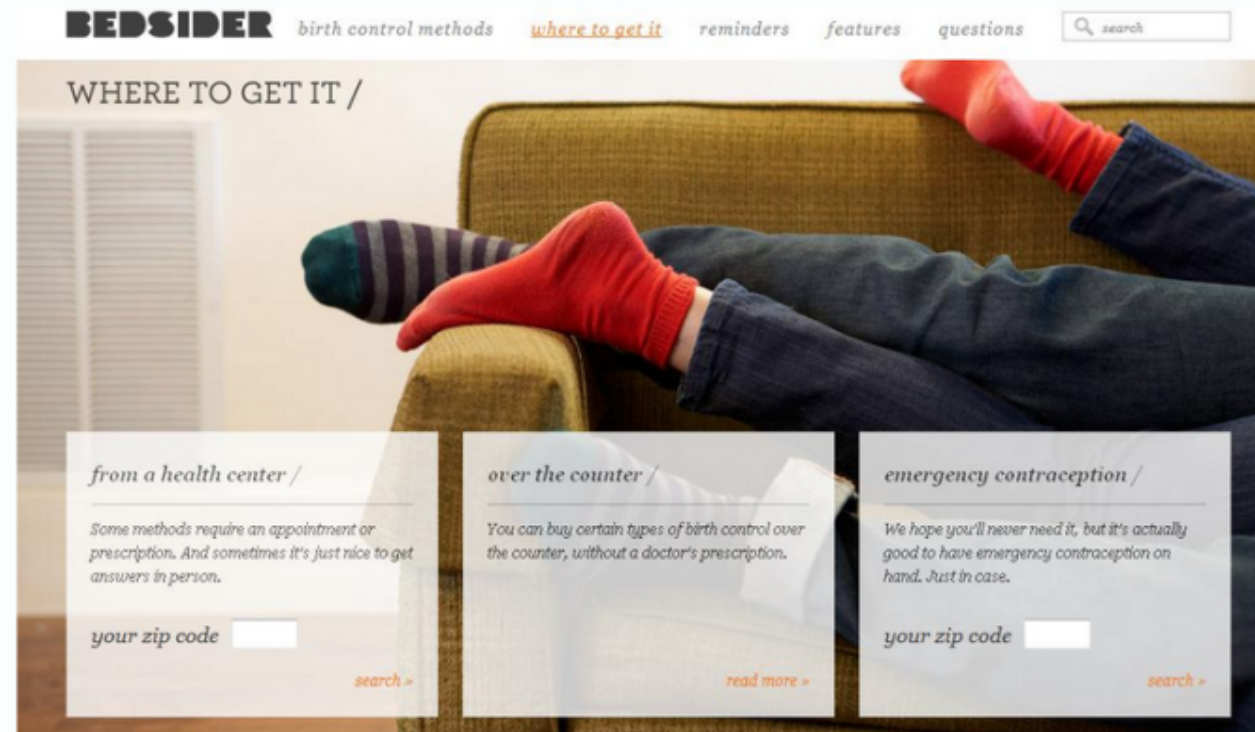 BEDSIDER birth control methods where to get it reminders features questions search
WHERE TO GET IT /
from a health center /
Some methods require an appointment or
prescription. And sometimes it's just nice to get
answers in person.
your zip code
search »
over the counter /
You can buy certain types of birth control over
the counter, without a doctor's prescription.
read more »
emergency contraception /
We hope you'll never need it, but it's actually
good to have emergency contraception on
hand. Just in case.
your zip code
search »